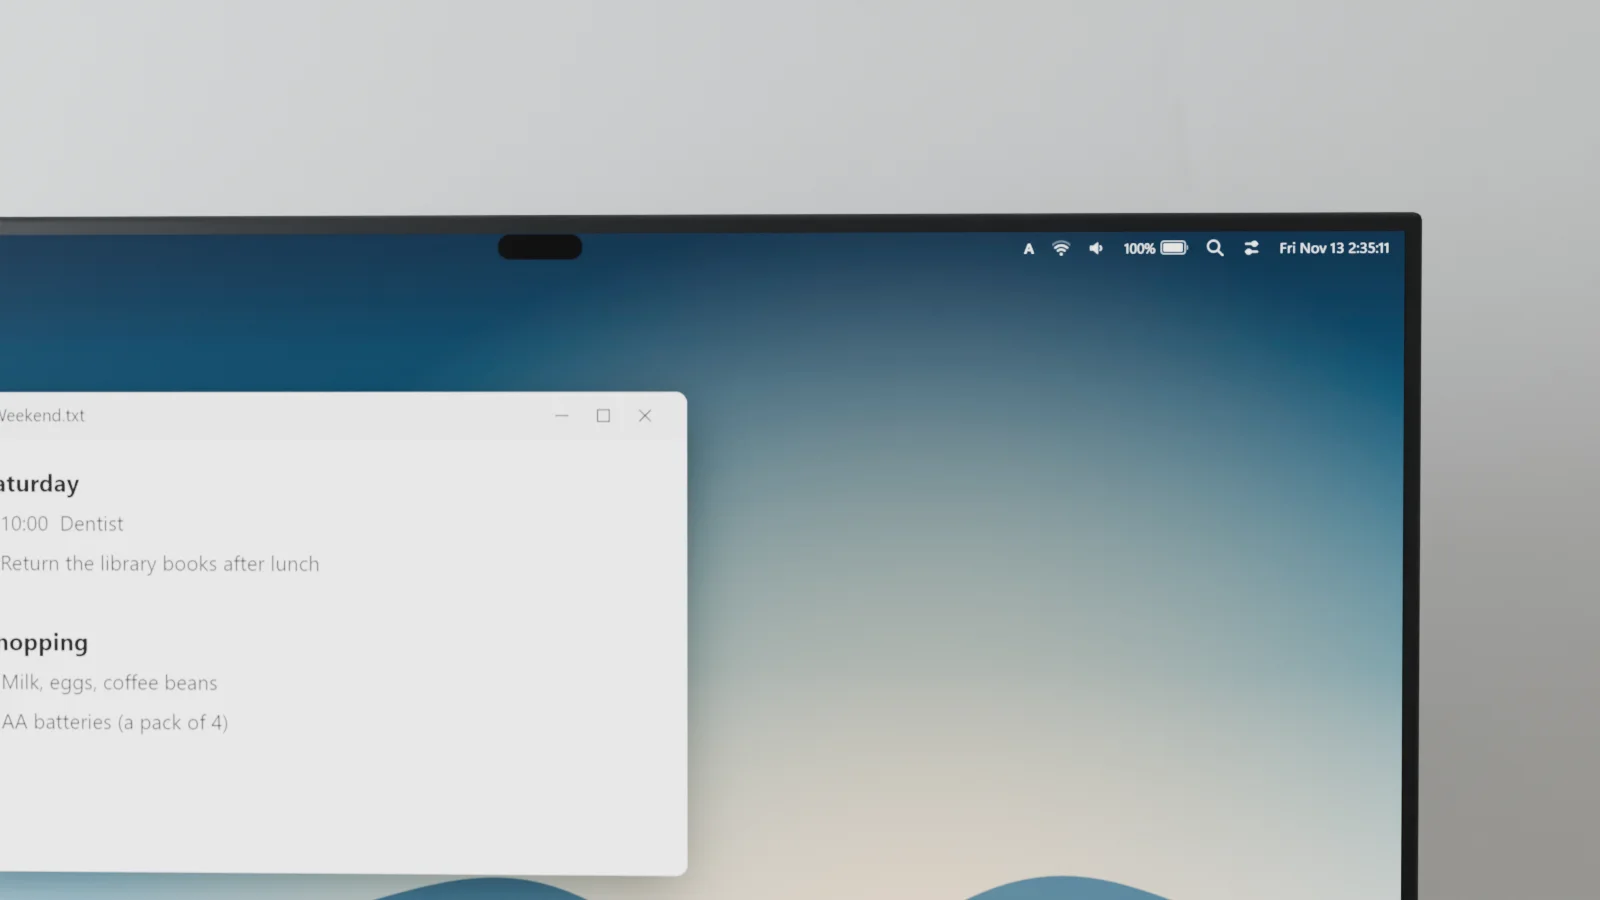 A 100% Fri Nov 13 2:35:11
Weekend.txt
aturday
10:00 Dentist
Return the library books after lunch
hopping
Milk, eggs, coffee beans
AA batteries (a pack of 4)